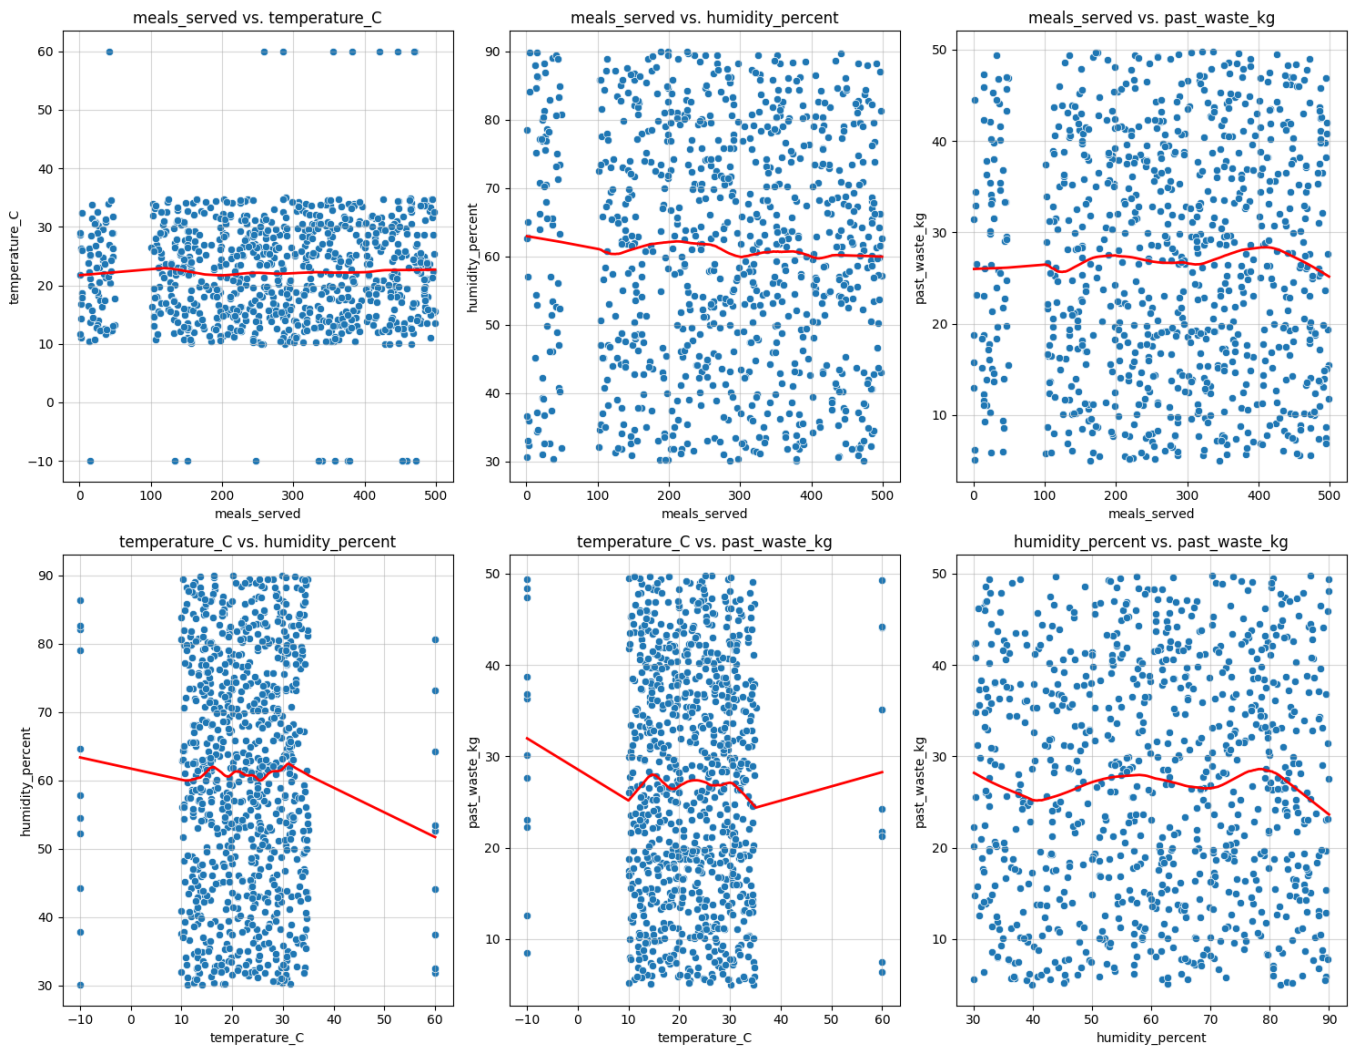 meals_served vs. temperature_C
temperature_C
60
50
40
30
20
10
0
−10
0 100 200 300 400 500
meals_served
meals_served vs. humidity_percent
humidity_percent
90
80
70
60
50
40
30
0 100 200 300 400 500
meals_served
meals_served vs. past_waste_kg
past_waste_kg
50
40
30
20
10
0 100 200 300 400 500
meals_served
temperature_C vs. humidity_percent
humidity_percent
90
80
70
60
50
40
30
−10 0 10 20 30 40 50 60
temperature_C
temperature_C vs. past_waste_kg
past_waste_kg
50
40
30
20
10
−10 0 10 20 30 40 50 60
temperature_C
humidity_percent vs. past_waste_kg
past_waste_kg
50
40
30
20
10
30 40 50 60 70 80 90
humidity_percent